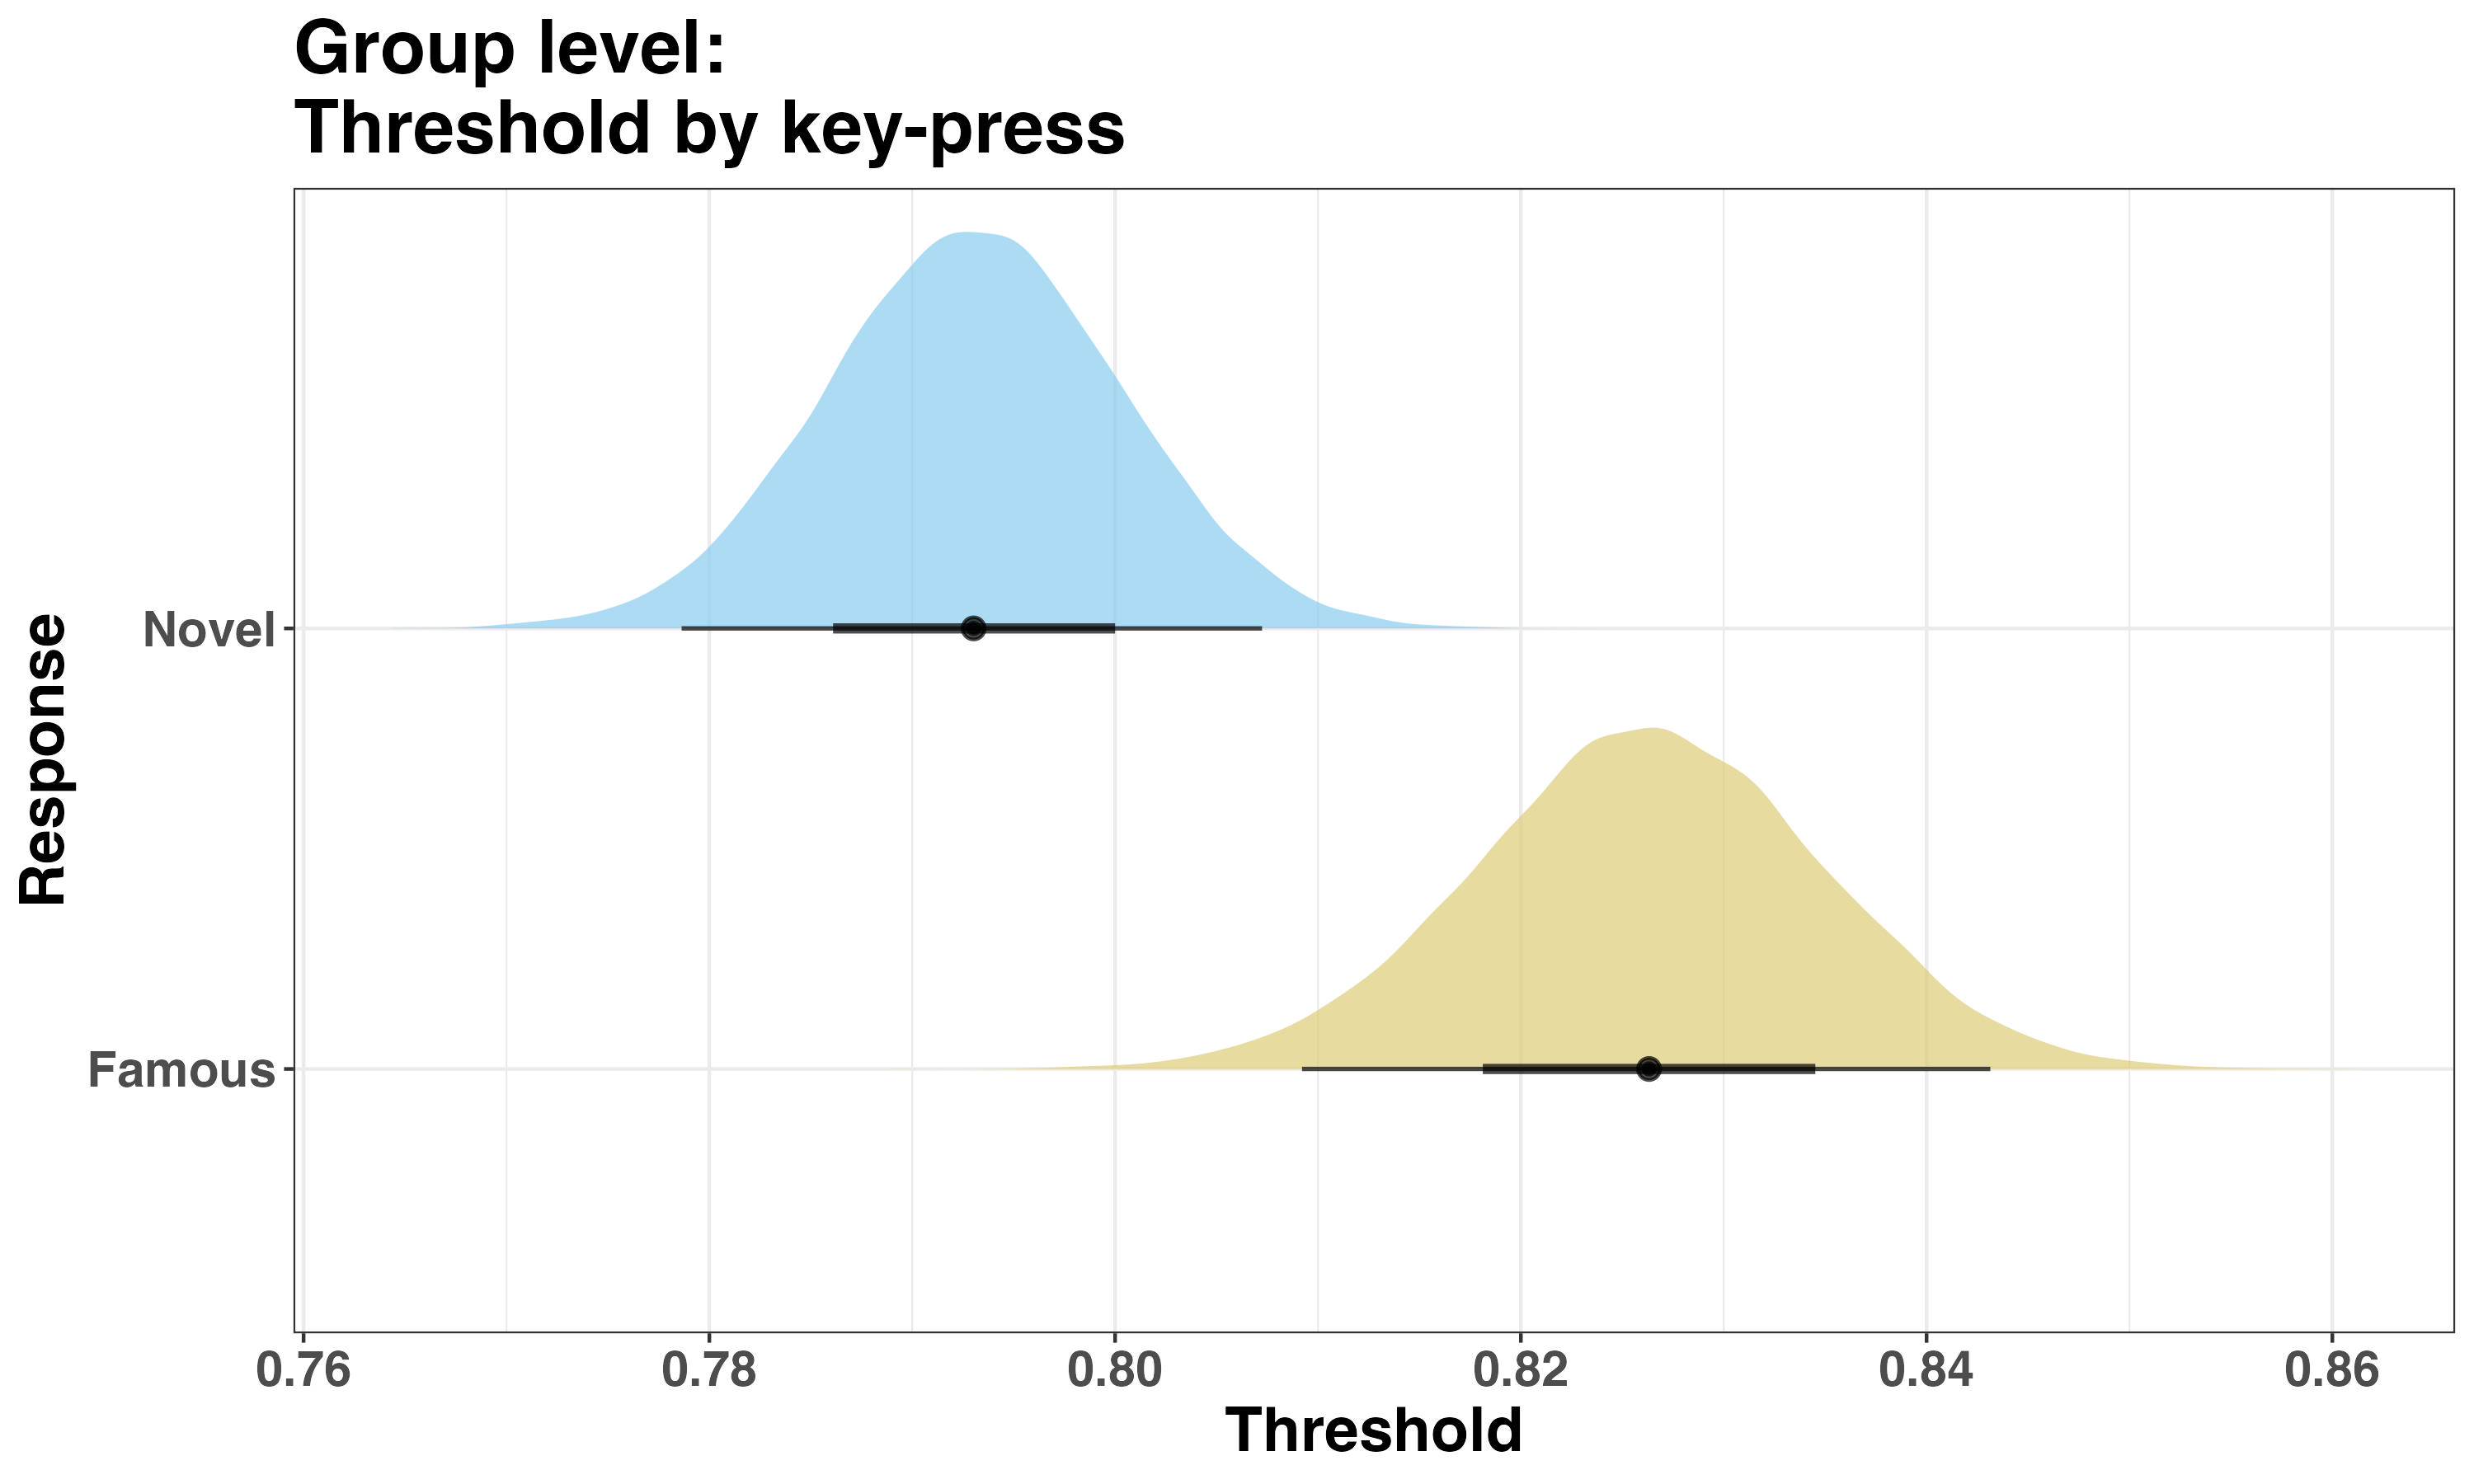 Group level:
Threshold by key-press
Response
Novel
Famous
0.76 0.78 0.80 0.82 0.84 0.86
Threshold